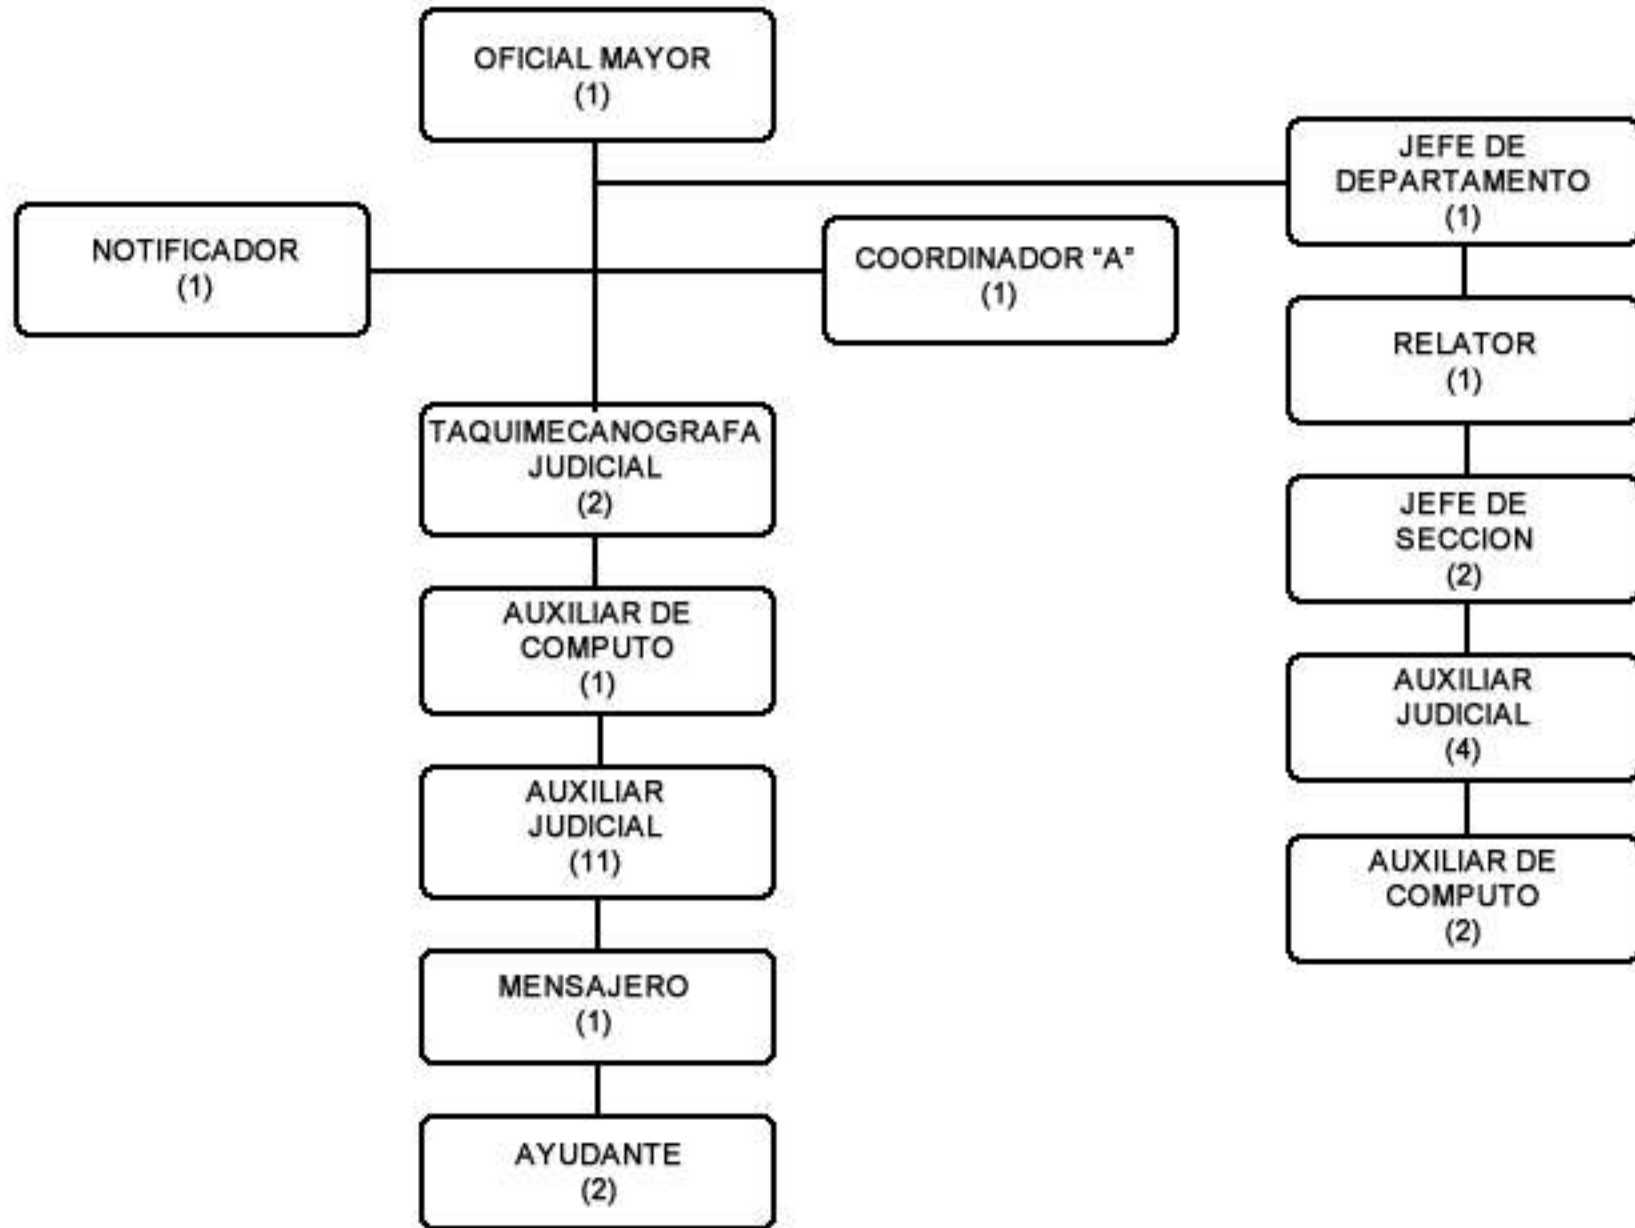 OFICIAL MAYOR
(1)
JEFE DE
DEPARTAMENTO
(1)
NOTIFICADOR
(1)
COORDINADOR “A”
(1)
RELATOR
(1)
TAQUIMECANOGRAFA
JUDICIAL
(2)
JEFE DE
SECCION
(2)
AUXILIAR DE
COMPUTO
(1)
AUXILIAR
JUDICIAL
(4)
AUXILIAR
JUDICIAL
(11)
AUXILIAR DE
COMPUTO
(2)
MENSAJERO
(1)
AYUDANTE
(2)